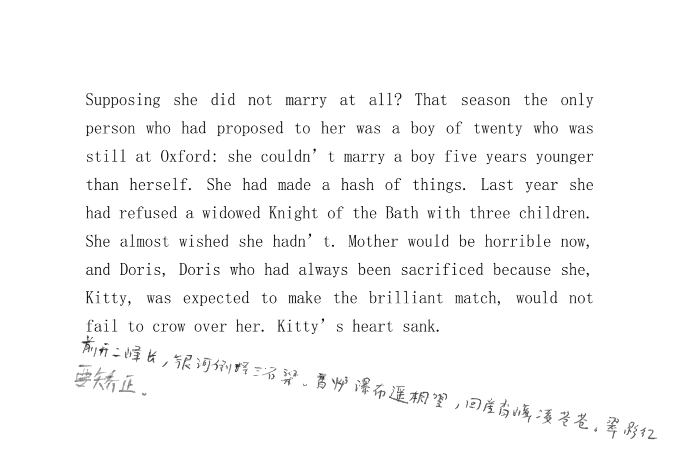 Supposing she did not marry at all? That season the only
person who had proposed to her was a boy of twenty who was
still at Oxford: she couldn’t marry a boy five years younger
than herself. She had made a hash of things. Last year she
had refused a widowed Knight of the Bath with three children.
She almost wished she hadn’t. Mother would be horrible now,
and Doris, Doris who had always been sacrificed because she,
Kitty, was expected to make the brilliant match, would not
fail to crow over her. Kitty’s heart sank.
前开二峰长，银河倒挂三石梁。香炉瀑布遥相望，回崖沓嶂凌苍苍。翠影红
要矫正。